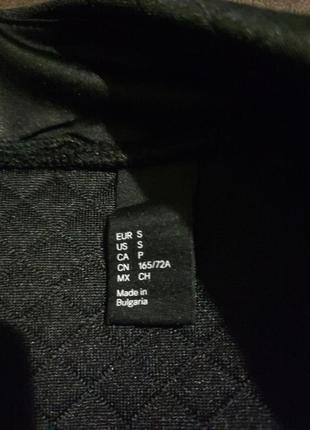 EUR S
US S
CA P
CN 165/72A
MX CH
Made in
Bulgaria